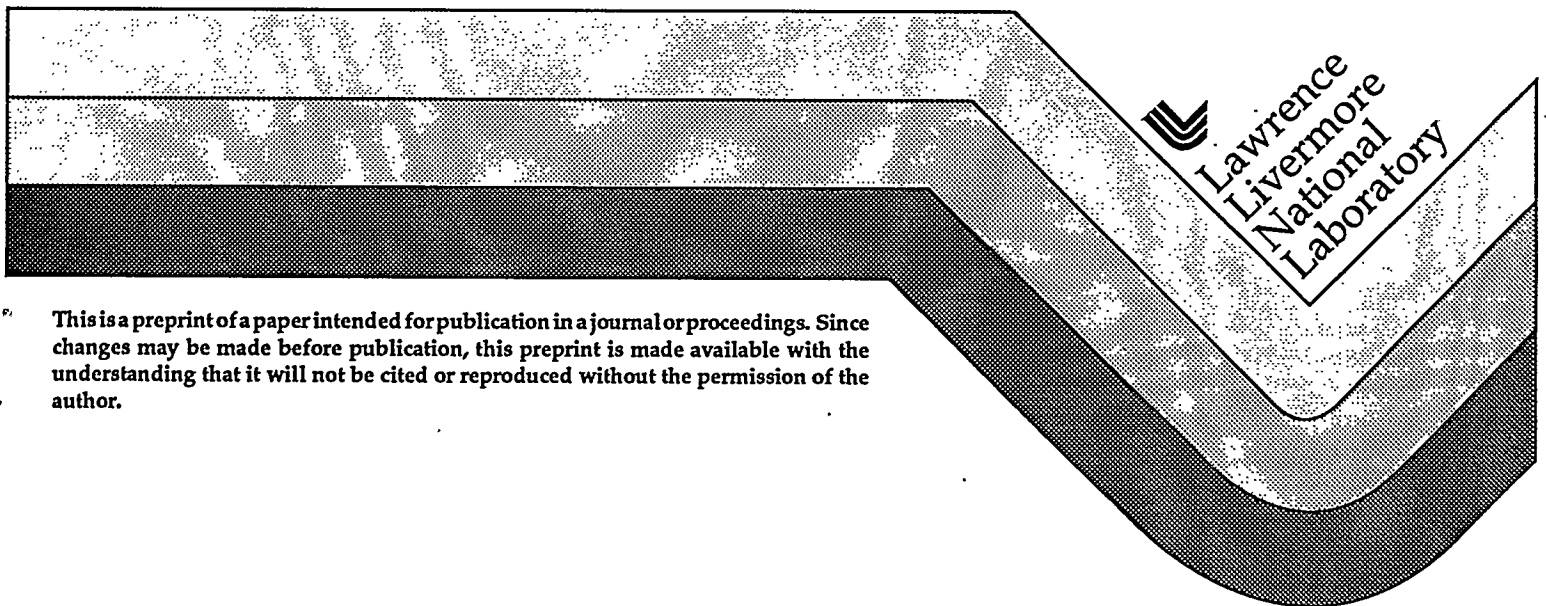 Lawrence
Livermore
National
Laboratory
This is a preprint of a paper intended for publication in a journal or proceedings. Since
changes may be made before publication, this preprint is made available with the
understanding that it will not be cited or reproduced without the permission of the
author.